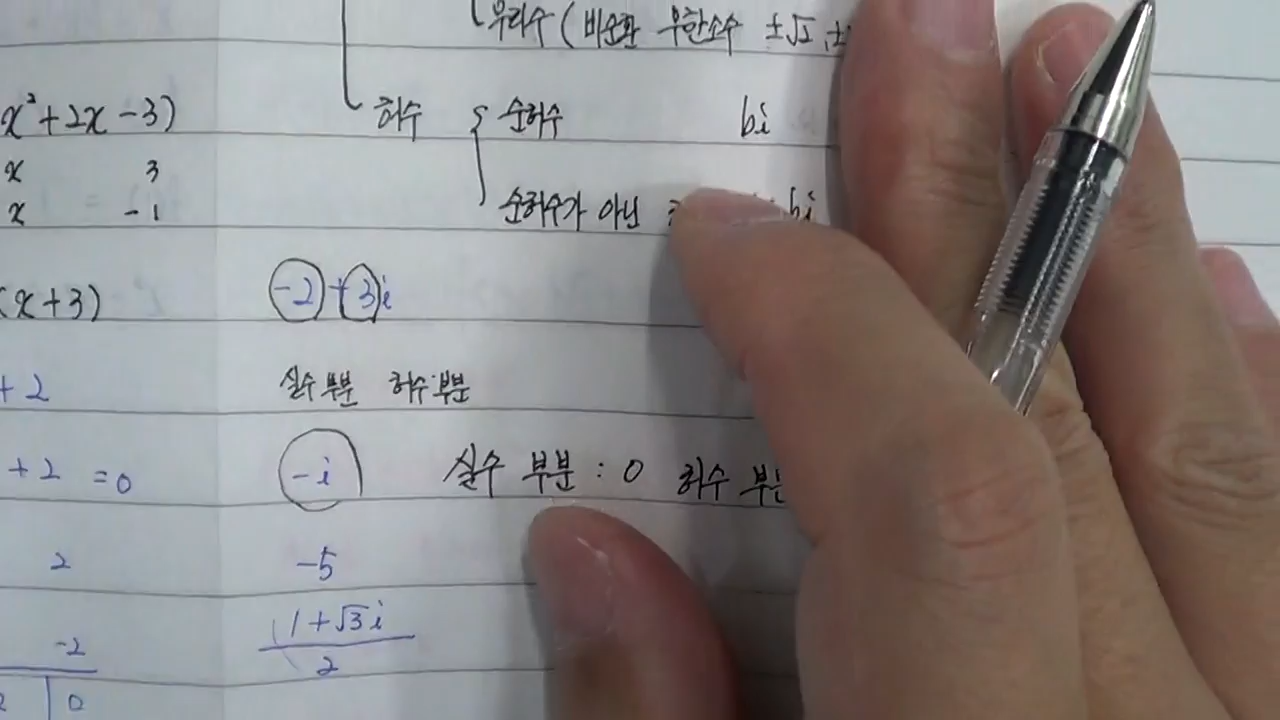 무리수 ( 비순환 무한소수 ±√2, ±
x² + 2x - 3)
허수
순허수 bi
x 3
x -1
순허수가 아닌 bi
(x+3)
-2 + 3i
+ 2
실수 부분 허수 부분
+ 2 = 0
-i 실수 부분 : 0 허수 부분
2
-5
1 + √3 i
2
-2
0